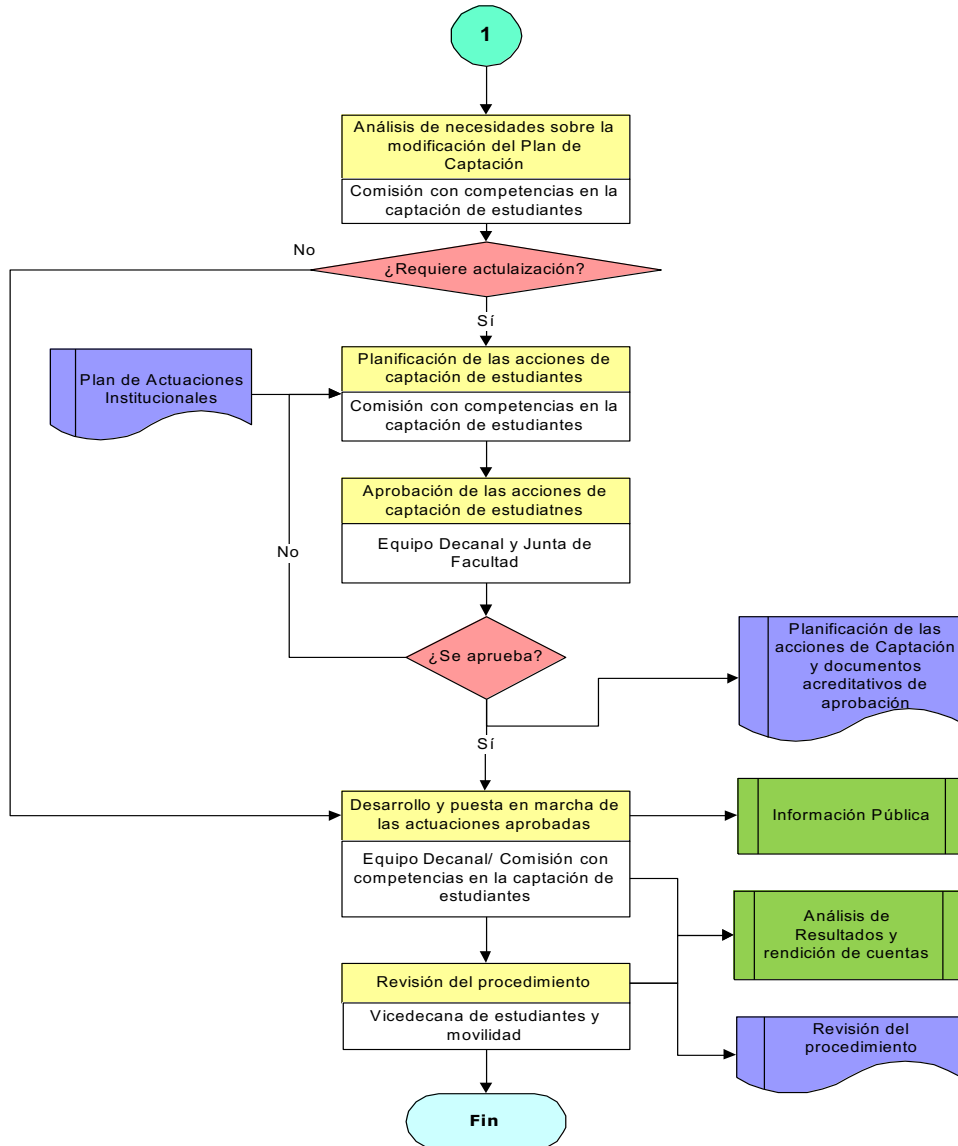 1
Análisis de necesidades sobre la
modificación del Plan de
Captación
Comisión con competencias en la
captación de estudiantes
No
¿Requiere actulaización?
Sí
Plan de Actuaciones
Institucionales
Planificación de las acciones de
captación de estudiantes
Comisión con competencias en la
captación de estudiantes
Aprobación de las acciones de
captación de estudiatnes
Equipo Decanal y Junta de
Facultad
No
¿Se aprueba?
Planificación de las
acciones de Captación
y documentos
acreditativos de
aprobación
Sí
Desarrollo y puesta en marcha de
las actuaciones aprobadas
Equipo Decanal/ Comisión con
competencias en la captación de
estudiantes
Información Pública
Análisis de
Resultados y
rendición de cuentas
Revisión del procedimiento
Vicedecana de estudiantes y
movilidad
Revisión del
procedimiento
Fin